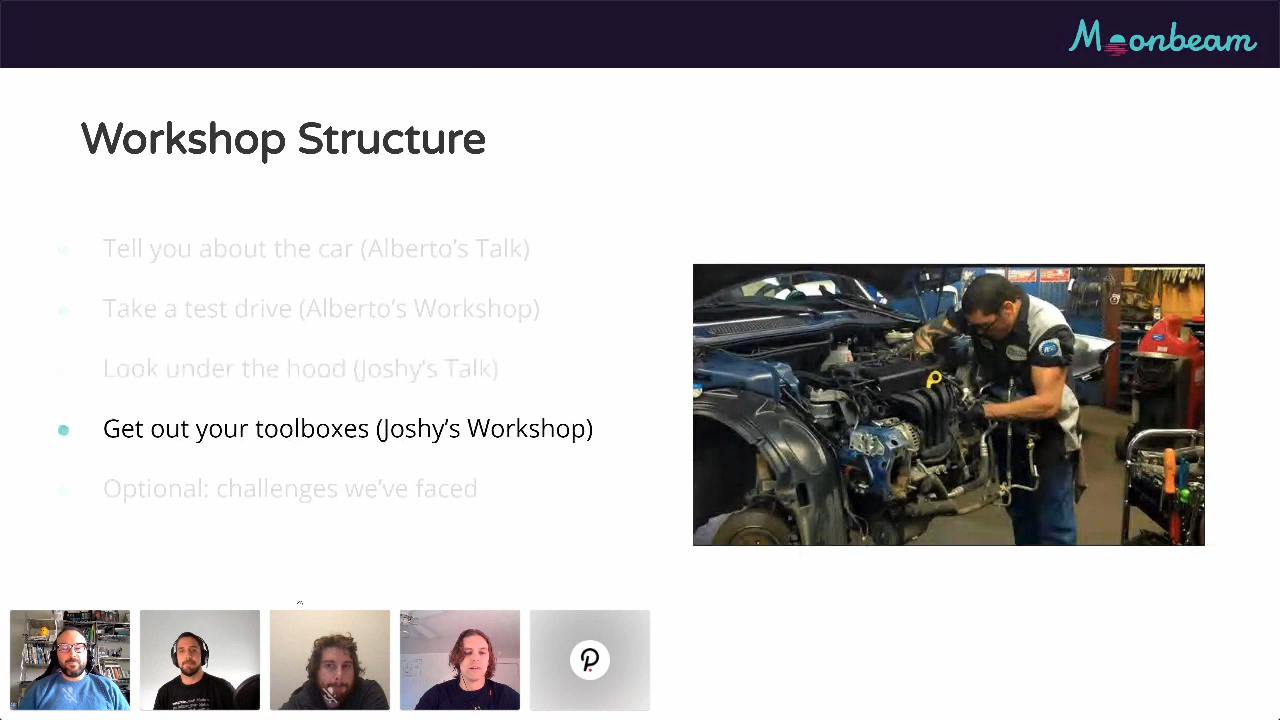 Moonbeam
Workshop Structure
Tell you about the car (Alberto's Talk)
Take a test drive (Alberto's Workshop)
Look under the hood (Joshy's Talk)
Get out your toolboxes (Joshy's Workshop)
Optional: challenges we've faced